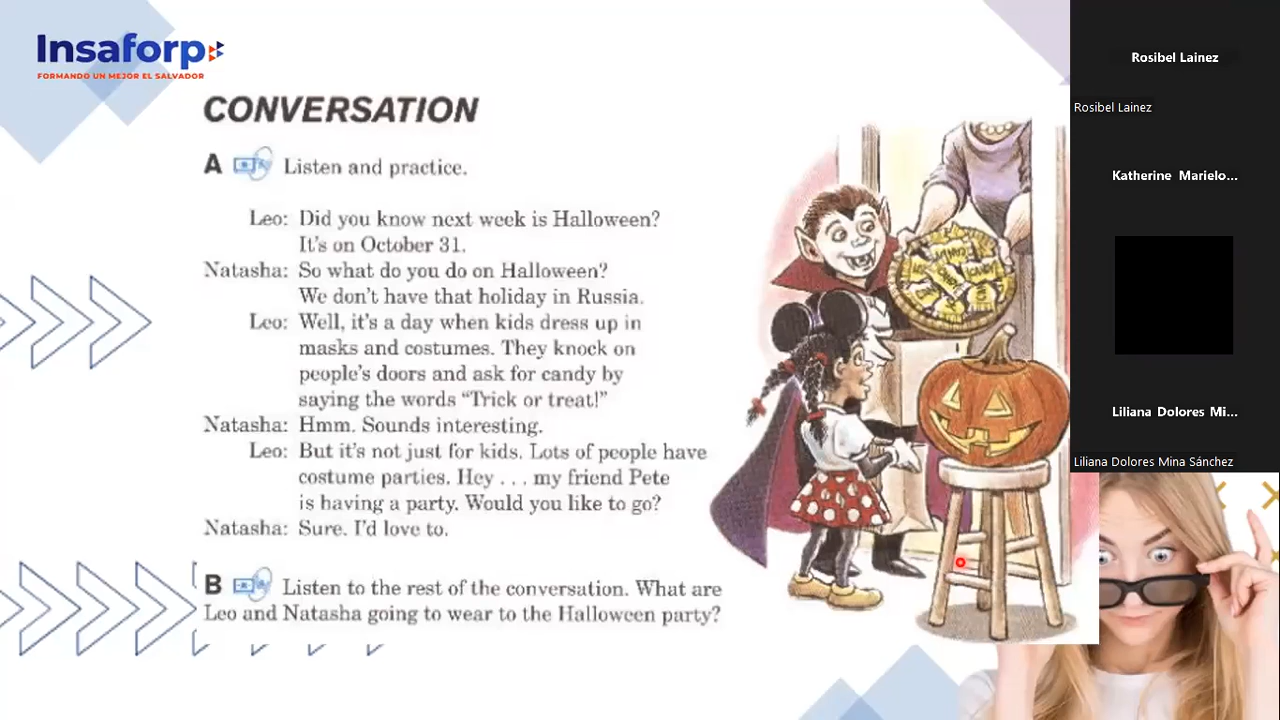 Insaforp
FORMANDO UN MEJOR EL SALVADOR
CONVERSATION
A Listen and practice.
Leo: Did you know next week is Halloween?
It's on October 31.
Natasha: So what do you do on Halloween?
We don't have that holiday in Russia.
Leo: Well, it's a day when kids dress up in
masks and costumes. They knock on
people's doors and ask for candy by
saying the words “Trick or treat!”
Natasha: Hmm. Sounds interesting.
Leo: But it's not just for kids. Lots of people have
costume parties. Hey . . . my friend Pete
is having a party. Would you like to go?
Natasha: Sure. I'd love to.
B Listen to the rest of the conversation. What are
Leo and Natasha going to wear to the Halloween party?
CANDY
CANDY
Rosibel Lainez
Rosibel Lainez
Katherine Marielo...
Liliana Dolores Mi...
Liliana Dolores Mina Sánchez